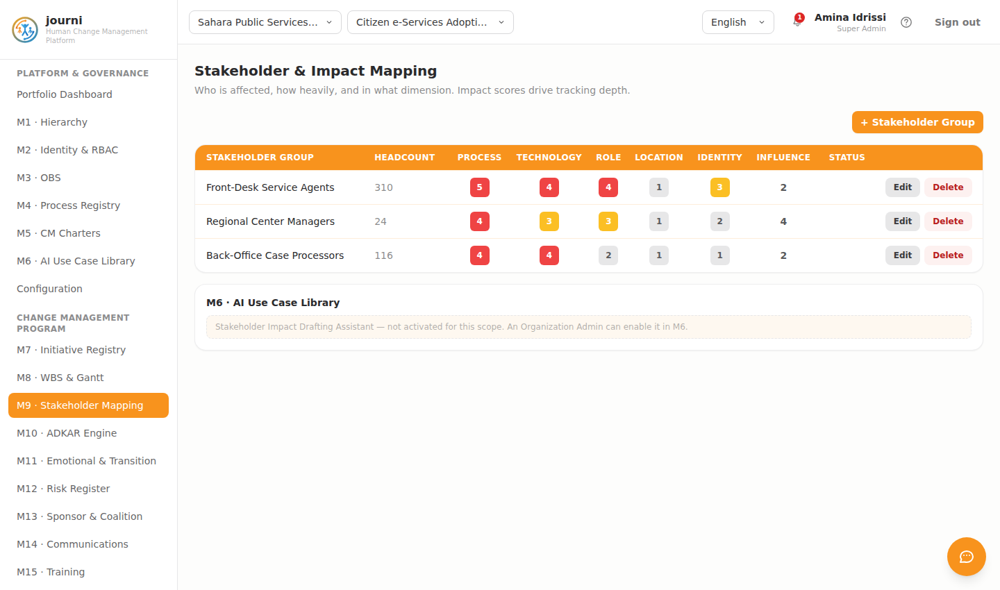 journi
Human Change Management
Platform
Sahara Public Services...
Citizen e-Services Adopti...
English
1
Amina Idrissi
Super Admin
Sign out
PLATFORM & GOVERNANCE
Portfolio Dashboard
M1 · Hierarchy
M2 · Identity & RBAC
M3 · OBS
M4 · Process Registry
M5 · CM Charters
M6 · AI Use Case Library
Configuration
CHANGE MANAGEMENT
PROGRAM
M7 · Initiative Registry
M8 · WBS & Gantt
M9 · Stakeholder Mapping
M10 · ADKAR Engine
M11 · Emotional & Transition
M12 · Risk Register
M13 · Sponsor & Coalition
M14 · Communications
M15 · Training
Stakeholder & Impact Mapping
Who is affected, how heavily, and in what dimension. Impact scores drive tracking depth.
+ Stakeholder Group
STAKEHOLDER GROUP HEADCOUNT PROCESS TECHNOLOGY ROLE LOCATION IDENTITY INFLUENCE STATUS
Front-Desk Service Agents 310 5 4 4 1 3 2 Edit Delete
Regional Center Managers 24 4 3 3 1 2 4 Edit Delete
Back-Office Case Processors 116 4 4 2 1 1 2 Edit Delete
M6 · AI Use Case Library
Stakeholder Impact Drafting Assistant — not activated for this scope. An Organization Admin can enable it in M6.